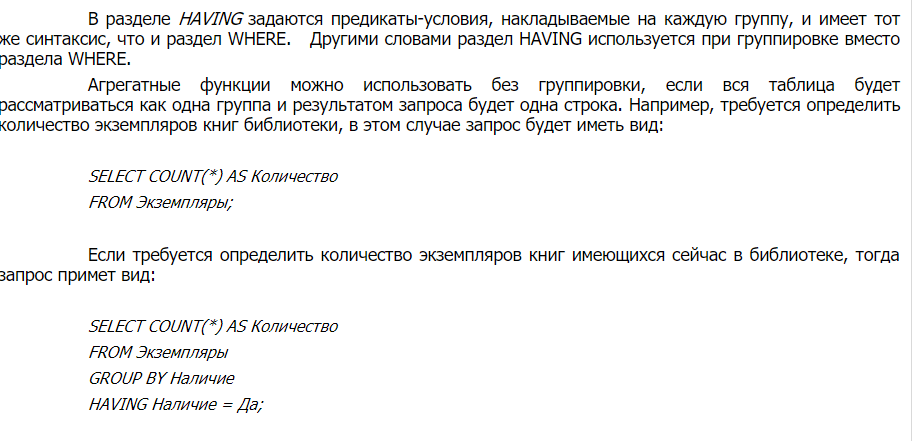 В разделе HAVING задаются предикаты-условия, накладываемые на каждую группу, и имеет тот
же синтаксис, что и раздел WHERE. Другими словами раздел HAVING используется при группировке вместо
раздела WHERE.
Агрегатные функции можно использовать без группировки, если вся таблица будет
рассматриваться как одна группа и результатом запроса будет одна строка. Например, требуется определить
количество экземпляров книг библиотеки, в этом случае запрос будет иметь вид:
SELECT COUNT(*) AS Количество
FROM Экземпляры;
Если требуется определить количество экземпляров книг имеющихся сейчас в библиотеке, тогда
запрос примет вид:
SELECT COUNT(*) AS Количество
FROM Экземпляры
GROUP BY Наличие
HAVING Наличие = Да;